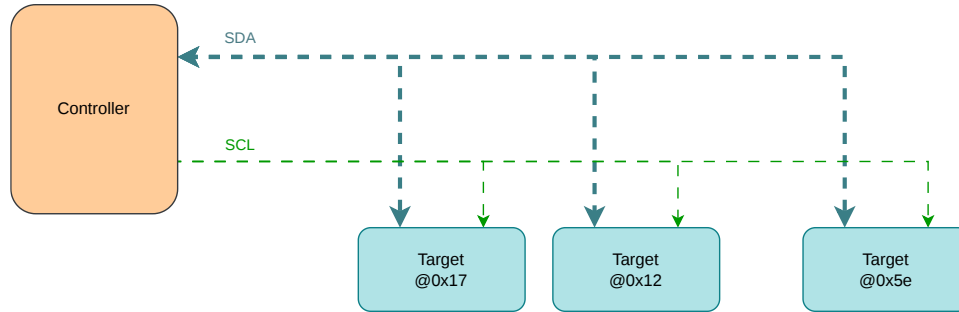 SDA
Controller
SCL
Target
@0x17
Target
@0x12
Target
@0x5e